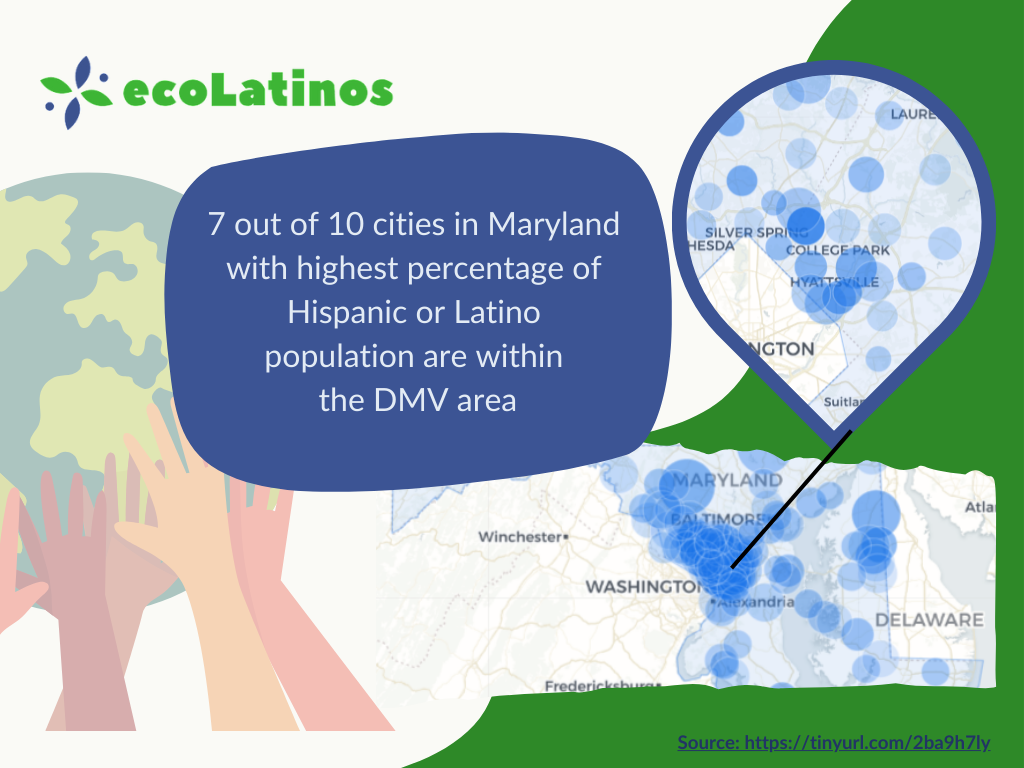 ecoLatinos
7 out of 10 cities in Maryland
with highest percentage of
Hispanic or Latino
population are within
the DMV area
LAURE
SILVER SPRING
HESDA
COLLEGE PARK
HYATTSVILLE
NGTON
Suitlan
MARYLAND
BALTIMORE
Atla
Winchester
WASHINGTON
Alexandria
DELAWARE
Fredericksburg
Source: https://tinyurl.com/2ba9h7ly